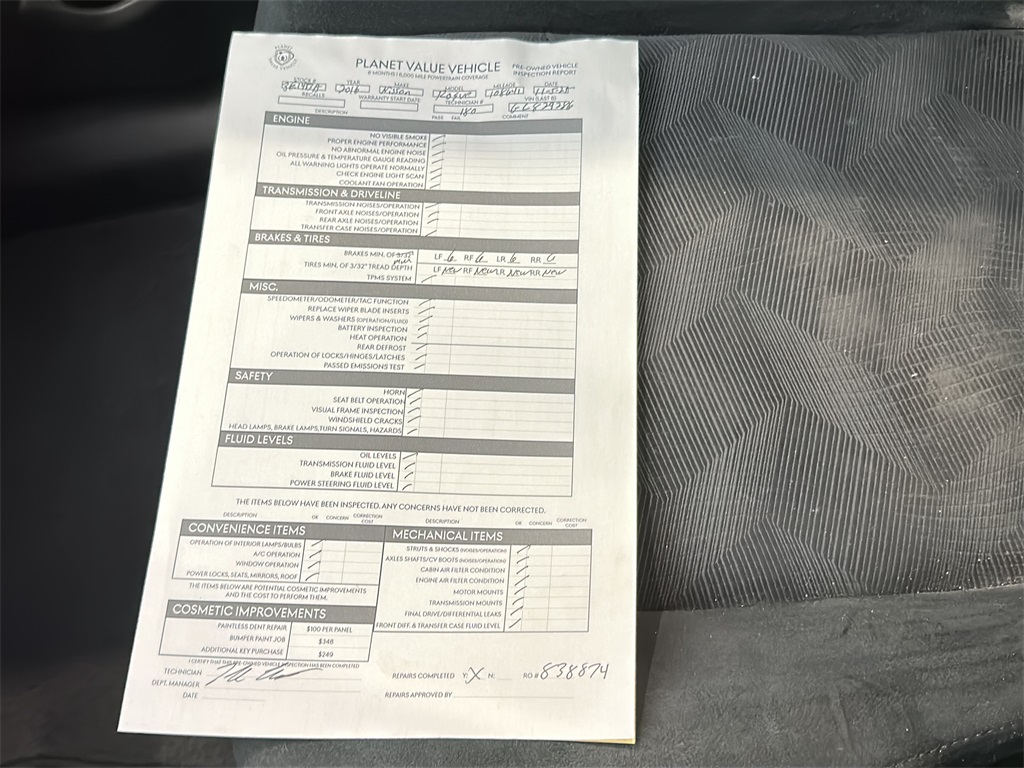 PLANET VALUE VEHICLE
PRE-OWNED VEHICLE INSPECTION REPORT
6 MONTHS | 6,000 MILE POWERTRAIN COVERAGE
STOCK # YEAR MAKE MODEL MILEAGE DATE
2016 Nissan Rogue
RECALLS WARRANTY START DATE TECHNICIAN # VIN (LAST 8)
180 GC829286
DESCRIPTION PASS FAIL COMMENT
ENGINE
NO VISIBLE SMOKE
PROPER ENGINE PERFORMANCE
NO ABNORMAL ENGINE NOISE
OIL PRESSURE & TEMPERATURE GAUGE READING
ALL WARNING LIGHTS OPERATE NORMALLY
CHECK ENGINE LIGHT SCAN
COOLANT FAN OPERATION
TRANSMISSION & DRIVELINE
TRANSMISSION NOISES/OPERATION
FRONT AXLE NOISES/OPERATION
REAR AXLE NOISES/OPERATION
TRANSFER CASE NOISES/OPERATION
BRAKES & TIRES
BRAKES MIN. OF 3/32" LF 6 RF 6 LR 6 RR 6
TIRES MIN. OF 3/32" TREAD DEPTH LF New RF New LR New RR New
TPMS SYSTEM
MISC.
SPEEDOMETER/ODOMETER/TAC FUNCTION
REPLACE WIPER BLADE INSERTS
WIPERS & WASHERS (OPERATION/FLUID)
BATTERY INSPECTION
HEAT OPERATION
REAR DEFROST
OPERATION OF LOCKS/HINGES/LATCHES
PASSED EMISSIONS TEST
SAFETY
HORN
SEAT BELT OPERATION
VISUAL FRAME INSPECTION
WINDSHIELD CRACKS
HEAD LAMPS, BRAKE LAMPS,TURN SIGNALS, HAZARDS
FLUID LEVELS
OIL LEVELS
TRANSMISSION FLUID LEVEL
BRAKE FLUID LEVEL
POWER STEERING FLUID LEVEL
THE ITEMS BELOW HAVE BEEN INSPECTED, ANY CONCERNS HAVE NOT BEEN CORRECTED.
DESCRIPTION OK CONCERN CORRECTION COST
CONVENIENCE ITEMS
OPERATION OF INTERIOR LAMPS/BULBS
A/C OPERATION
WINDOW OPERATION
POWER LOCKS, SEATS, MIRRORS, ROOF
THE ITEMS BELOW ARE POTENTIAL COSMETIC IMPROVEMENTS
AND THE COST TO PERFORM THEM.
COSMETIC IMPROVEMENTS
PAINTLESS DENT REPAIR $100 PER PANEL
BUMPER PAINT JOB $348
ADDITIONAL KEY PURCHASE $249
DESCRIPTION OK CONCERN CORRECTION COST
MECHANICAL ITEMS
STRUTS & SHOCKS (NOISES/OPERATION)
AXLES SHAFTS/CV BOOTS (NOISES/OPERATION)
CABIN AIR FILTER CONDITION
ENGINE AIR FILTER CONDITION
MOTOR MOUNTS
TRANSMISSION MOUNTS
FINAL DRIVE/DIFFERENTIAL LEAKS
FRONT DIFF. & TRANSFER CASE FLUID LEVEL
I CERTIFY THAT THIS PRE-OWNED VEHICLE INSPECTION HAS BEEN COMPLETED
TECHNICIAN
DEPT. MANAGER
DATE
REPAIRS COMPLETED Y: X N: RO # 838874
REPAIRS APPROVED BY